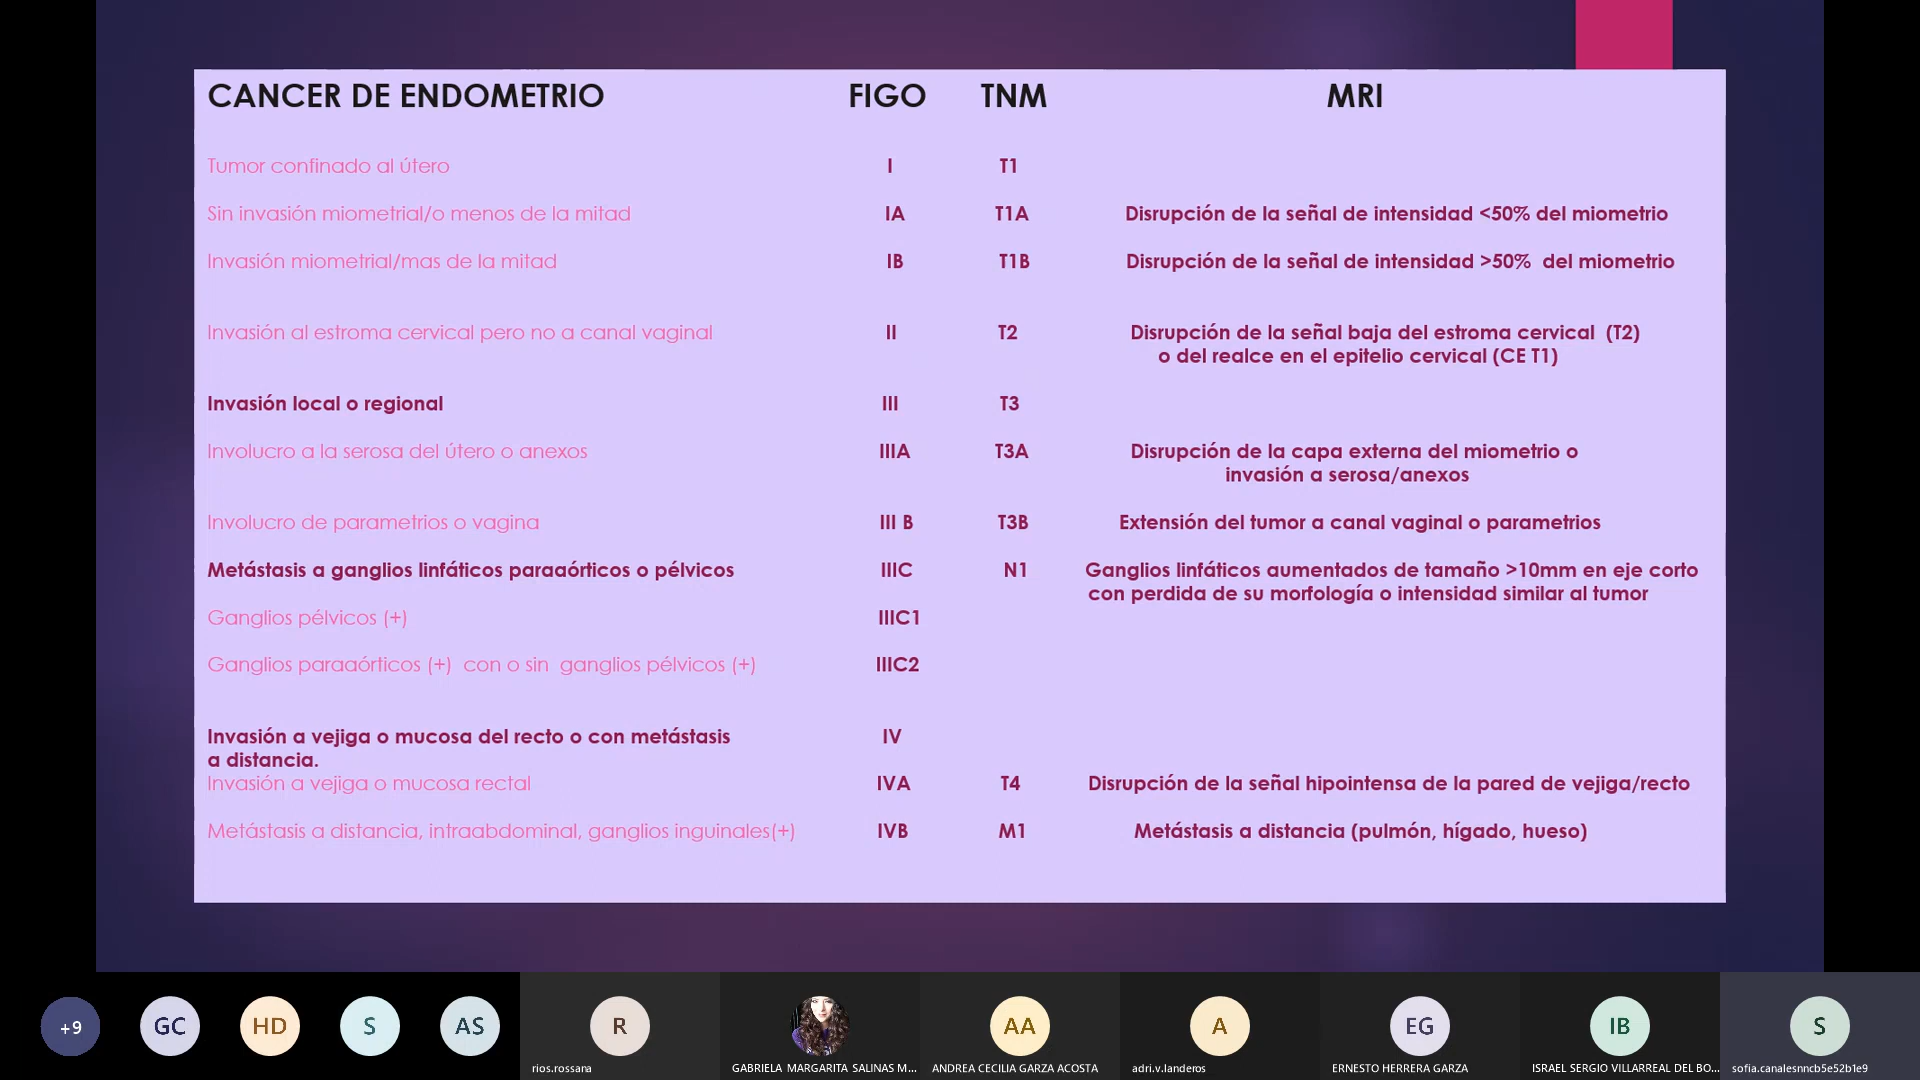 CANCER DE ENDOMETRIO FIGO TNM MRI
Tumor confinado al útero I T1
Sin invasión miometrial/o menos de la mitad IA T1A Disrupción de la señal de intensidad <50% del miometrio
Invasión miometrial/mas de la mitad IB T1B Disrupción de la señal de intensidad >50% del miometrio
Invasión al estroma cervical pero no a canal vaginal II T2 Disrupción de la señal baja del estroma cervical (T2)
o del realce en el epitelio cervical (CE T1)
Invasión local o regional III T3
Involucro a la serosa del útero o anexos IIIA T3A Disrupción de la capa externa del miometrio o
invasión a serosa/anexos
Involucro de parametrios o vagina III B T3B Extensión del tumor a canal vaginal o parametrios
Metástasis a ganglios linfáticos paraaórticos o pélvicos IIIC N1 Ganglios linfáticos aumentados de tamaño >10mm en eje corto
con perdida de su morfología o intensidad similar al tumor
Ganglios pélvicos (+) IIIC1
Ganglios paraaórticos (+) con o sin ganglios pélvicos (+) IIIC2
Invasión a vejiga o mucosa del recto o con metástasis IV
a distancia.
Invasión a vejiga o mucosa rectal IVA T4 Disrupción de la señal hipointensa de la pared de vejiga/recto
Metástasis a distancia, intraabdominal, ganglios inguinales(+) IVB M1 Metástasis a distancia (pulmón, hígado, hueso)
+9 GC HD S AS R AA A EG IB S
rios.rossana GABRIELA MARGARITA SALINAS M... ANDREA CECILIA GARZA ACOSTA adri.v.landeros ERNESTO HERRERA GARZA ISRAEL SERGIO VILLARREAL DEL BO... sofia.canalesnncb5e52b1e9